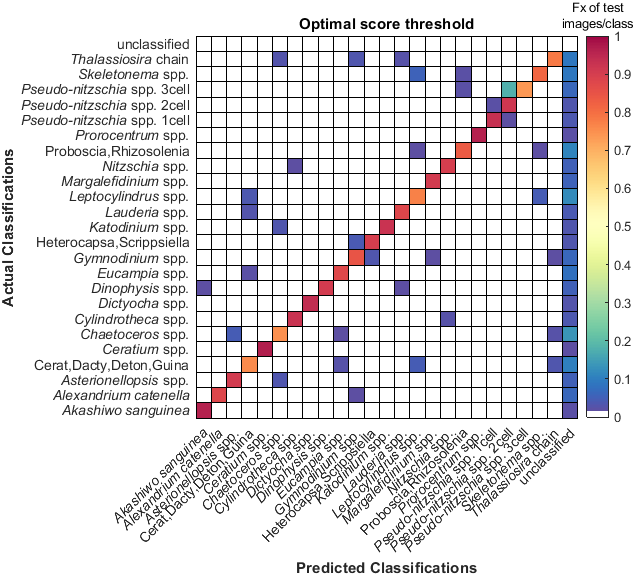 Optimal score threshold
Fx of test
images/class
Actual Classifications
unclassified
Thalassiosira chain
Skeletonema spp.
Pseudo-nitzschia spp. 3cell
Pseudo-nitzschia spp. 2cell
Pseudo-nitzschia spp. 1cell
Prorocentrum spp.
Proboscia,Rhizosolenia
Nitzschia spp.
Margalefidinium spp.
Leptocylindrus spp.
Lauderia spp.
Katodinium spp.
Heterocapsa,Scrippsiella
Gymnodinium spp.
Eucampia spp.
Dinophysis spp.
Dictyocha spp.
Cylindrotheca spp.
Chaetoceros spp.
Ceratium spp.
Cerat,Dacty,Deton,Guina
Asterionellopsis spp.
Alexandrium catenella
Akashiwo sanguinea
1
0.9
0.8
0.7
0.6
0.5
0.4
0.3
0.2
0.1
0
Akashiwo sanguinea
Alexandrium catenella
Asterionellopsis spp.
Cerat,Dacty,Deton,Guina
Ceratium spp.
Chaetoceros spp.
Cylindrotheca spp.
Dictyocha spp.
Dinophysis spp.
Eucampia spp.
Gymnodinium spp.
Heterocapsa,Scrippsiella
Katodinium spp.
Lauderia spp.
Leptocylindrus spp.
Margalefidinium spp.
Nitzschia spp.
Proboscia,Rhizosolenia
Prorocentrum spp.
Pseudo-nitzschia spp. 1cell
Pseudo-nitzschia spp. 2cell
Pseudo-nitzschia spp. 3cell
Skeletonema spp.
Thalassiosira chain
unclassified
Predicted Classifications